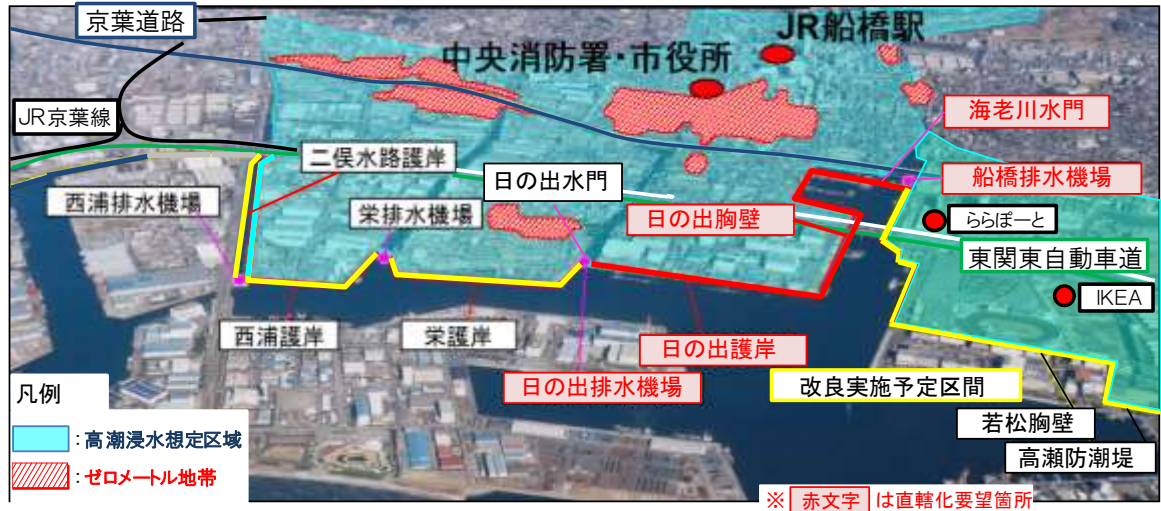 京葉道路
JR船橋駅
中央消防署・市役所
海老川水門
JR京葉線
二俣水路護岸
日の出水門
船橋排水機場
西浦排水機場
栄排水機場
日の出胸壁
ららぽーと
東関東自動車道
IKEA
西浦護岸
栄護岸
日の出護岸
日の出排水機場
改良実施予定区間
若松胸壁
高瀬防潮堤
凡例
:高潮浸水想定区域
:ゼロメートル地帯
※ 赤文字 は直轄化要望箇所